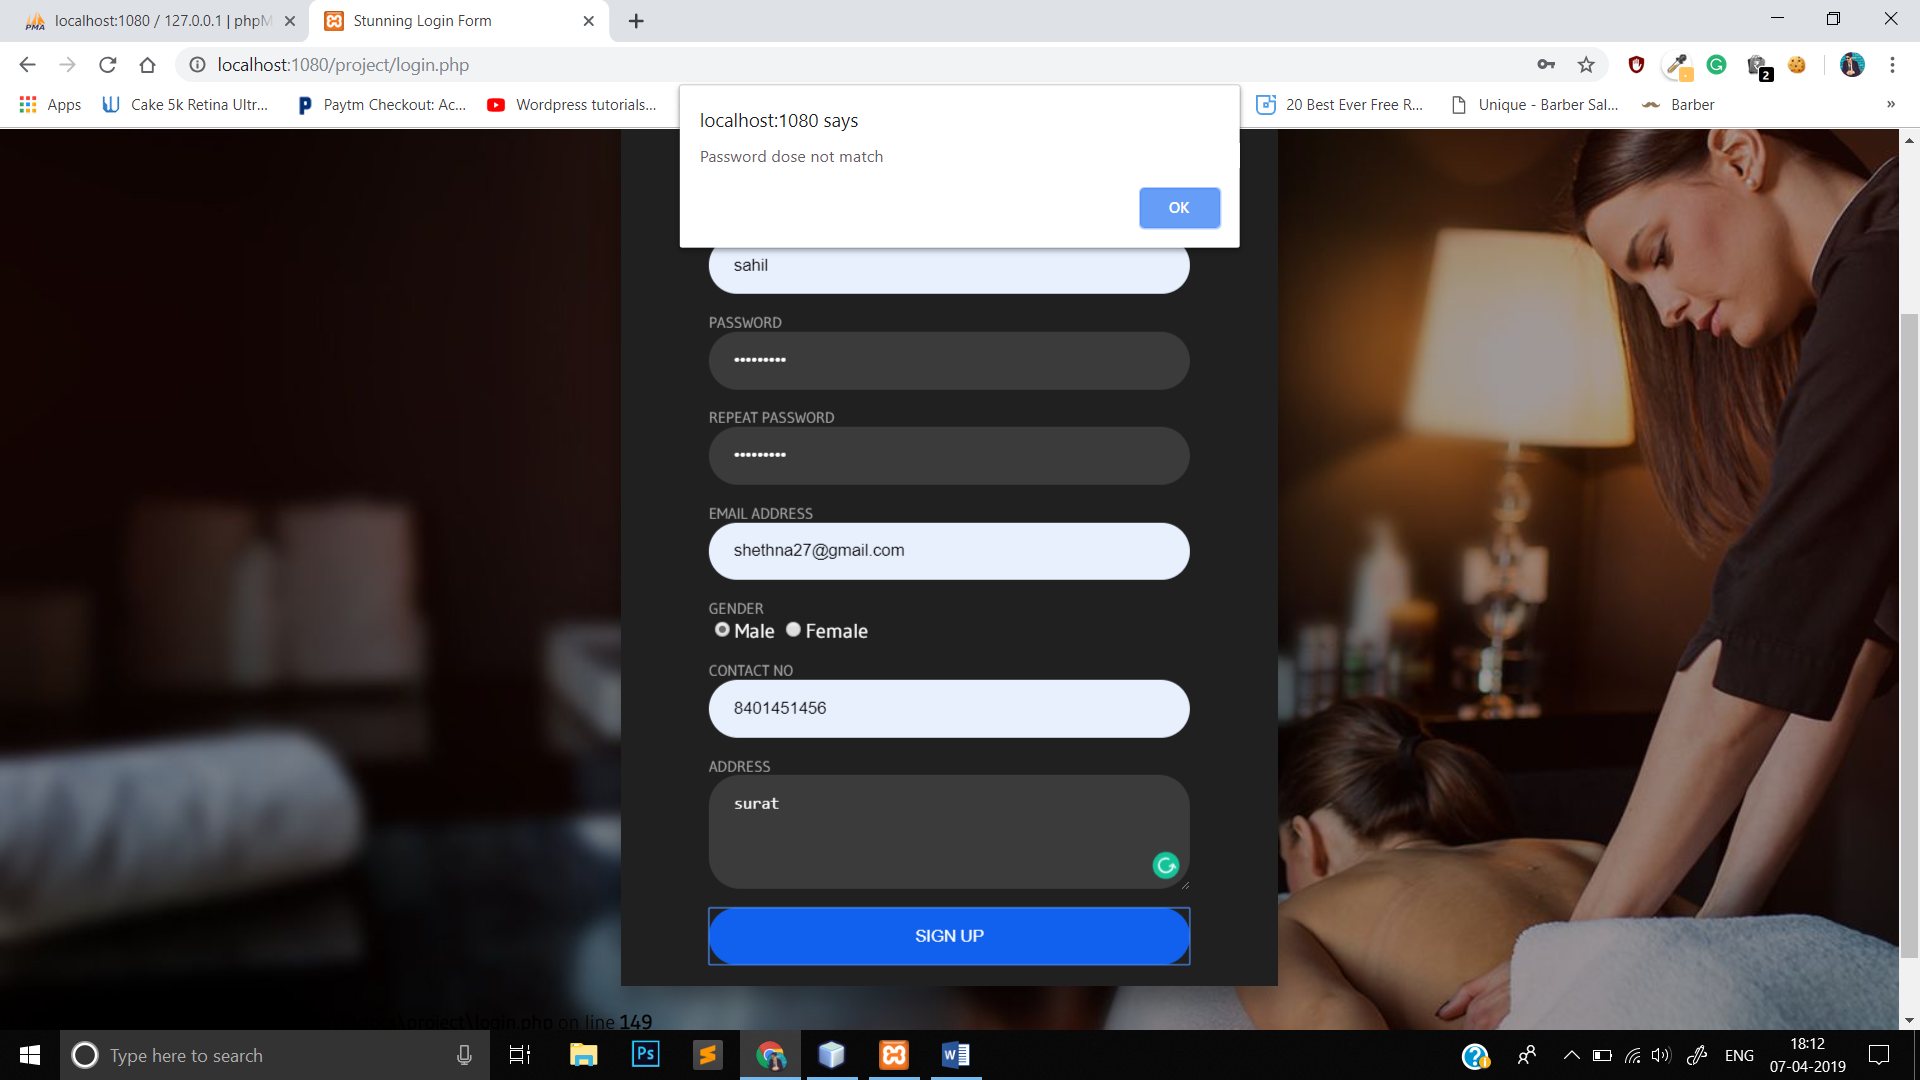 localhost:1080 / 127.0.0.1 | phpM
Stunning Login Form
localhost:1080/project/login.php
Apps
Cake 5k Retina Ultr...
Paytm Checkout: Ac...
Wordpress tutorials...
20 Best Ever Free R...
Unique - Barber Sal...
Barber
»
localhost:1080 says
Password dose not match
OK
sahil
PASSWORD
•••••••••
REPEAT PASSWORD
•••••••••
EMAIL ADDRESS
shethna27@gmail.com
GENDER
Male Female
CONTACT NO
8401451456
ADDRESS
surat
SIGN UP
\project\login.php on line 149
Type here to search
ENG
18:12
07-04-2019